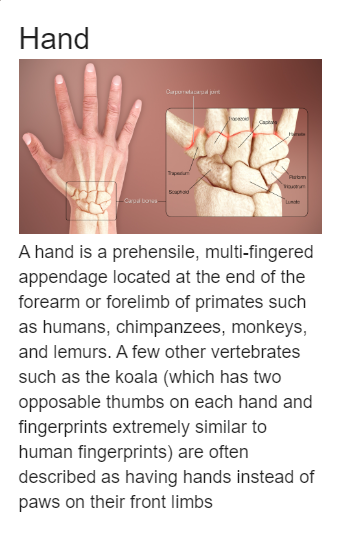 Hand
Carpometacarpal joint
Trapezoid
Capitate
Hamate
Trapezium
Pisiform
Triquetrum
Scaphoid
Carpal bones
Lunate
A hand is a prehensile, multi-fingered
appendage located at the end of the
forearm or forelimb of primates such
as humans, chimpanzees, monkeys,
and lemurs. A few other vertebrates
such as the koala (which has two
opposable thumbs on each hand and
fingerprints extremely similar to
human fingerprints) are often
described as having hands instead of
paws on their front limbs